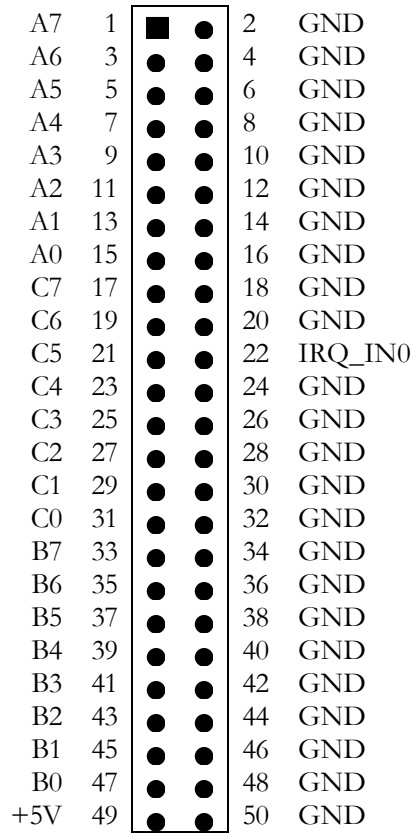 A7 1 2 GND
A6 3 4 GND
A5 5 6 GND
A4 7 8 GND
A3 9 10 GND
A2 11 12 GND
A1 13 14 GND
A0 15 16 GND
C7 17 18 GND
C6 19 20 GND
C5 21 22 IRQ_IN0
C4 23 24 GND
C3 25 26 GND
C2 27 28 GND
C1 29 30 GND
C0 31 32 GND
B7 33 34 GND
B6 35 36 GND
B5 37 38 GND
B4 39 40 GND
B3 41 42 GND
B2 43 44 GND
B1 45 46 GND
B0 47 48 GND
+5V 49 50 GND